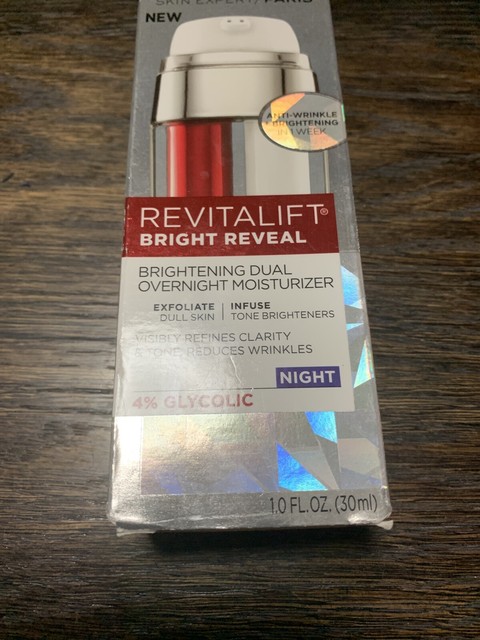 SKIN EXPERT/ PARIS
NEW
ANTI-WRINKLE
+ BRIGHTENING
IN 1 WEEK
REVITALIFT®
BRIGHT REVEAL
BRIGHTENING DUAL
OVERNIGHT MOISTURIZER
EXFOLIATE | INFUSE
DULL SKIN | TONE BRIGHTENERS
VISIBLY REFINES CLARITY
& TONE, REDUCES WRINKLES
NIGHT
4% GLYCOLIC
1.0 FL.OZ. (30ml)